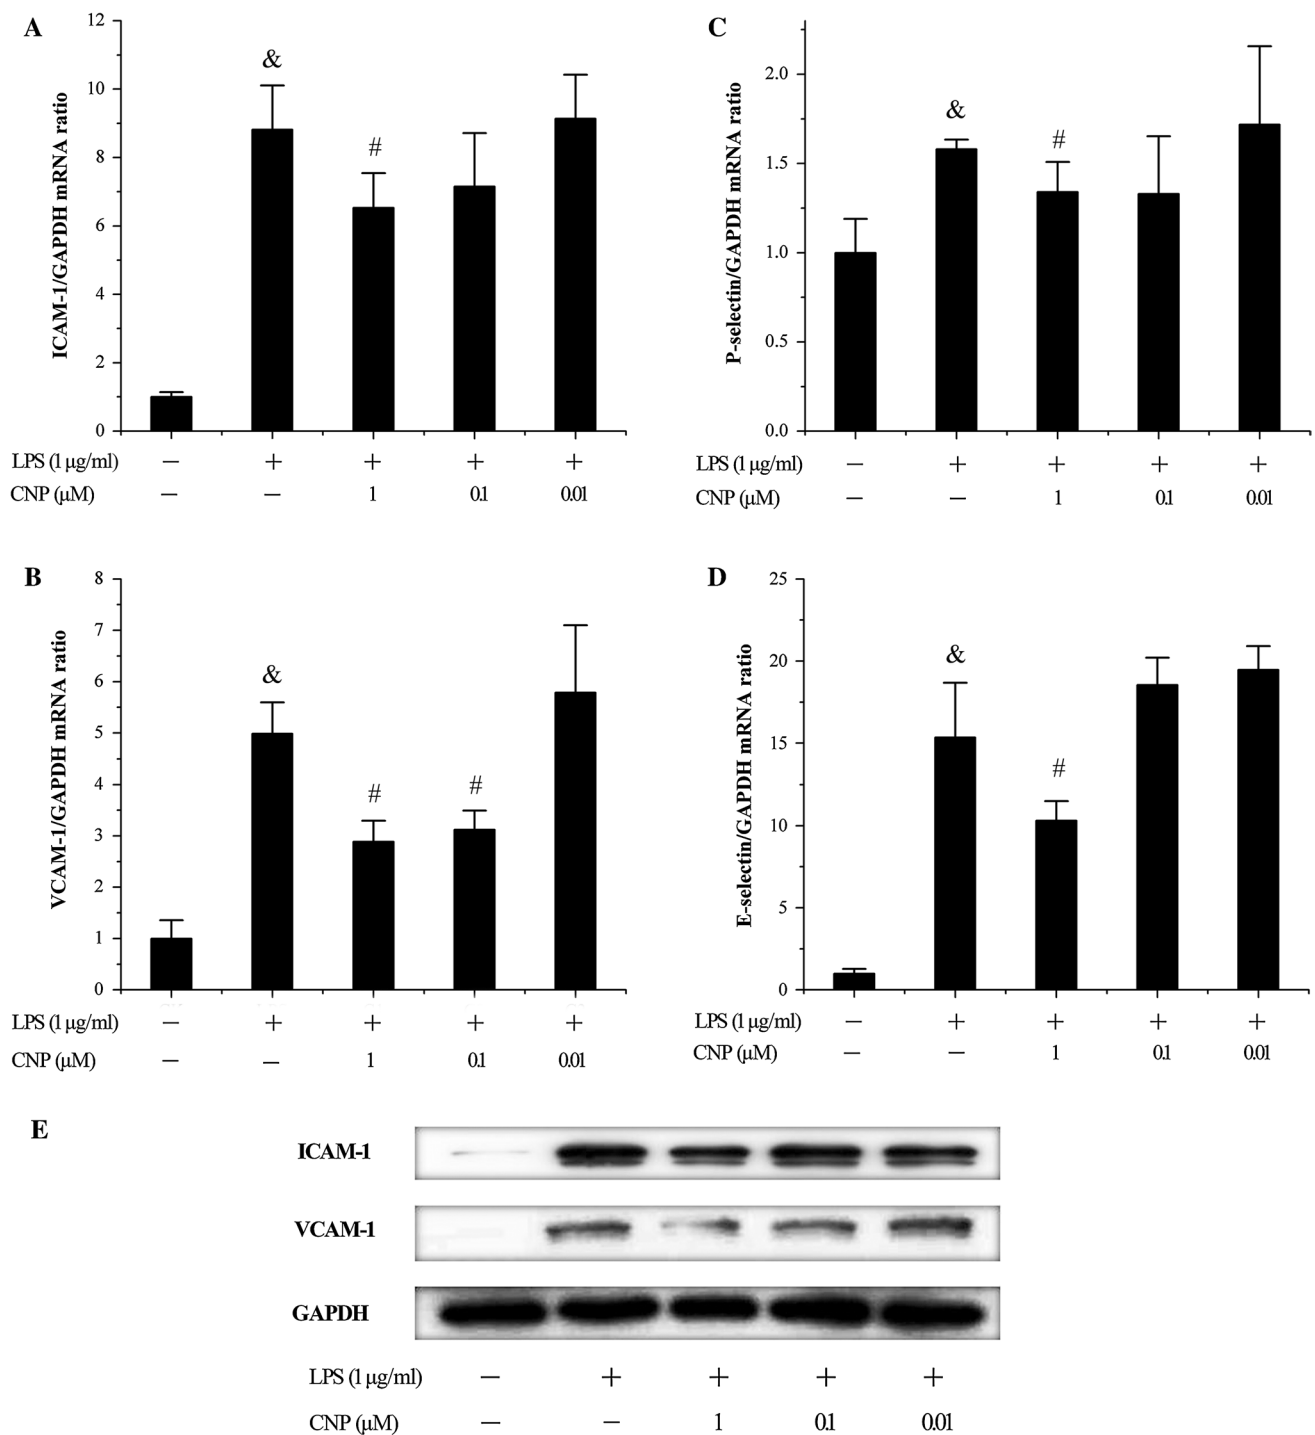 A
ICAM-1/GAPDH mRNA ratio
12
10
8
6
4
2
0
&
#
LPS (1 μg/ml) − + + + +
CNP (μM) − − 1 0.1 0.01
C
P-selectin/GAPDH mRNA ratio
2.0
1.5
1.0
0.5
0.0
&
#
LPS (1 μg/ml) − + + + +
CNP (μM) − − 1 0.1 0.01
B
VCAM-1/GAPDH mRNA ratio
8
7
6
5
4
3
2
1
0
&
# #
LPS (1 μg/ml) − + + + +
CNP (μM) − − 1 0.1 0.01
D
E-selectin/GAPDH mRNA ratio
25
20
15
10
5
0
&
#
LPS (1 μg/ml) − + + + +
CNP (μM) − − 1 0.1 0.01
E
ICAM-1
VCAM-1
GAPDH
LPS (1 μg/ml) − + + + +
CNP (μM) − − 1 0.1 0.01